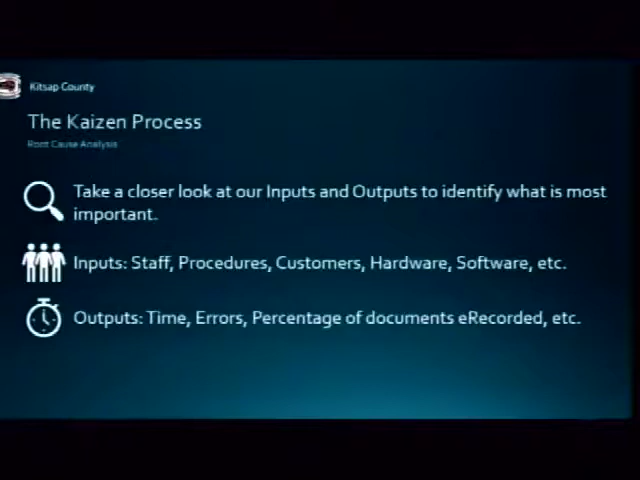 Kitsap County
The Kaizen Process
Root Cause Analysis
Take a closer look at our Inputs and Outputs to identify what is most
important.
Inputs: Staff, Procedures, Customers, Hardware, Software, etc.
Outputs: Time, Errors, Percentage of documents eRecorded, etc.